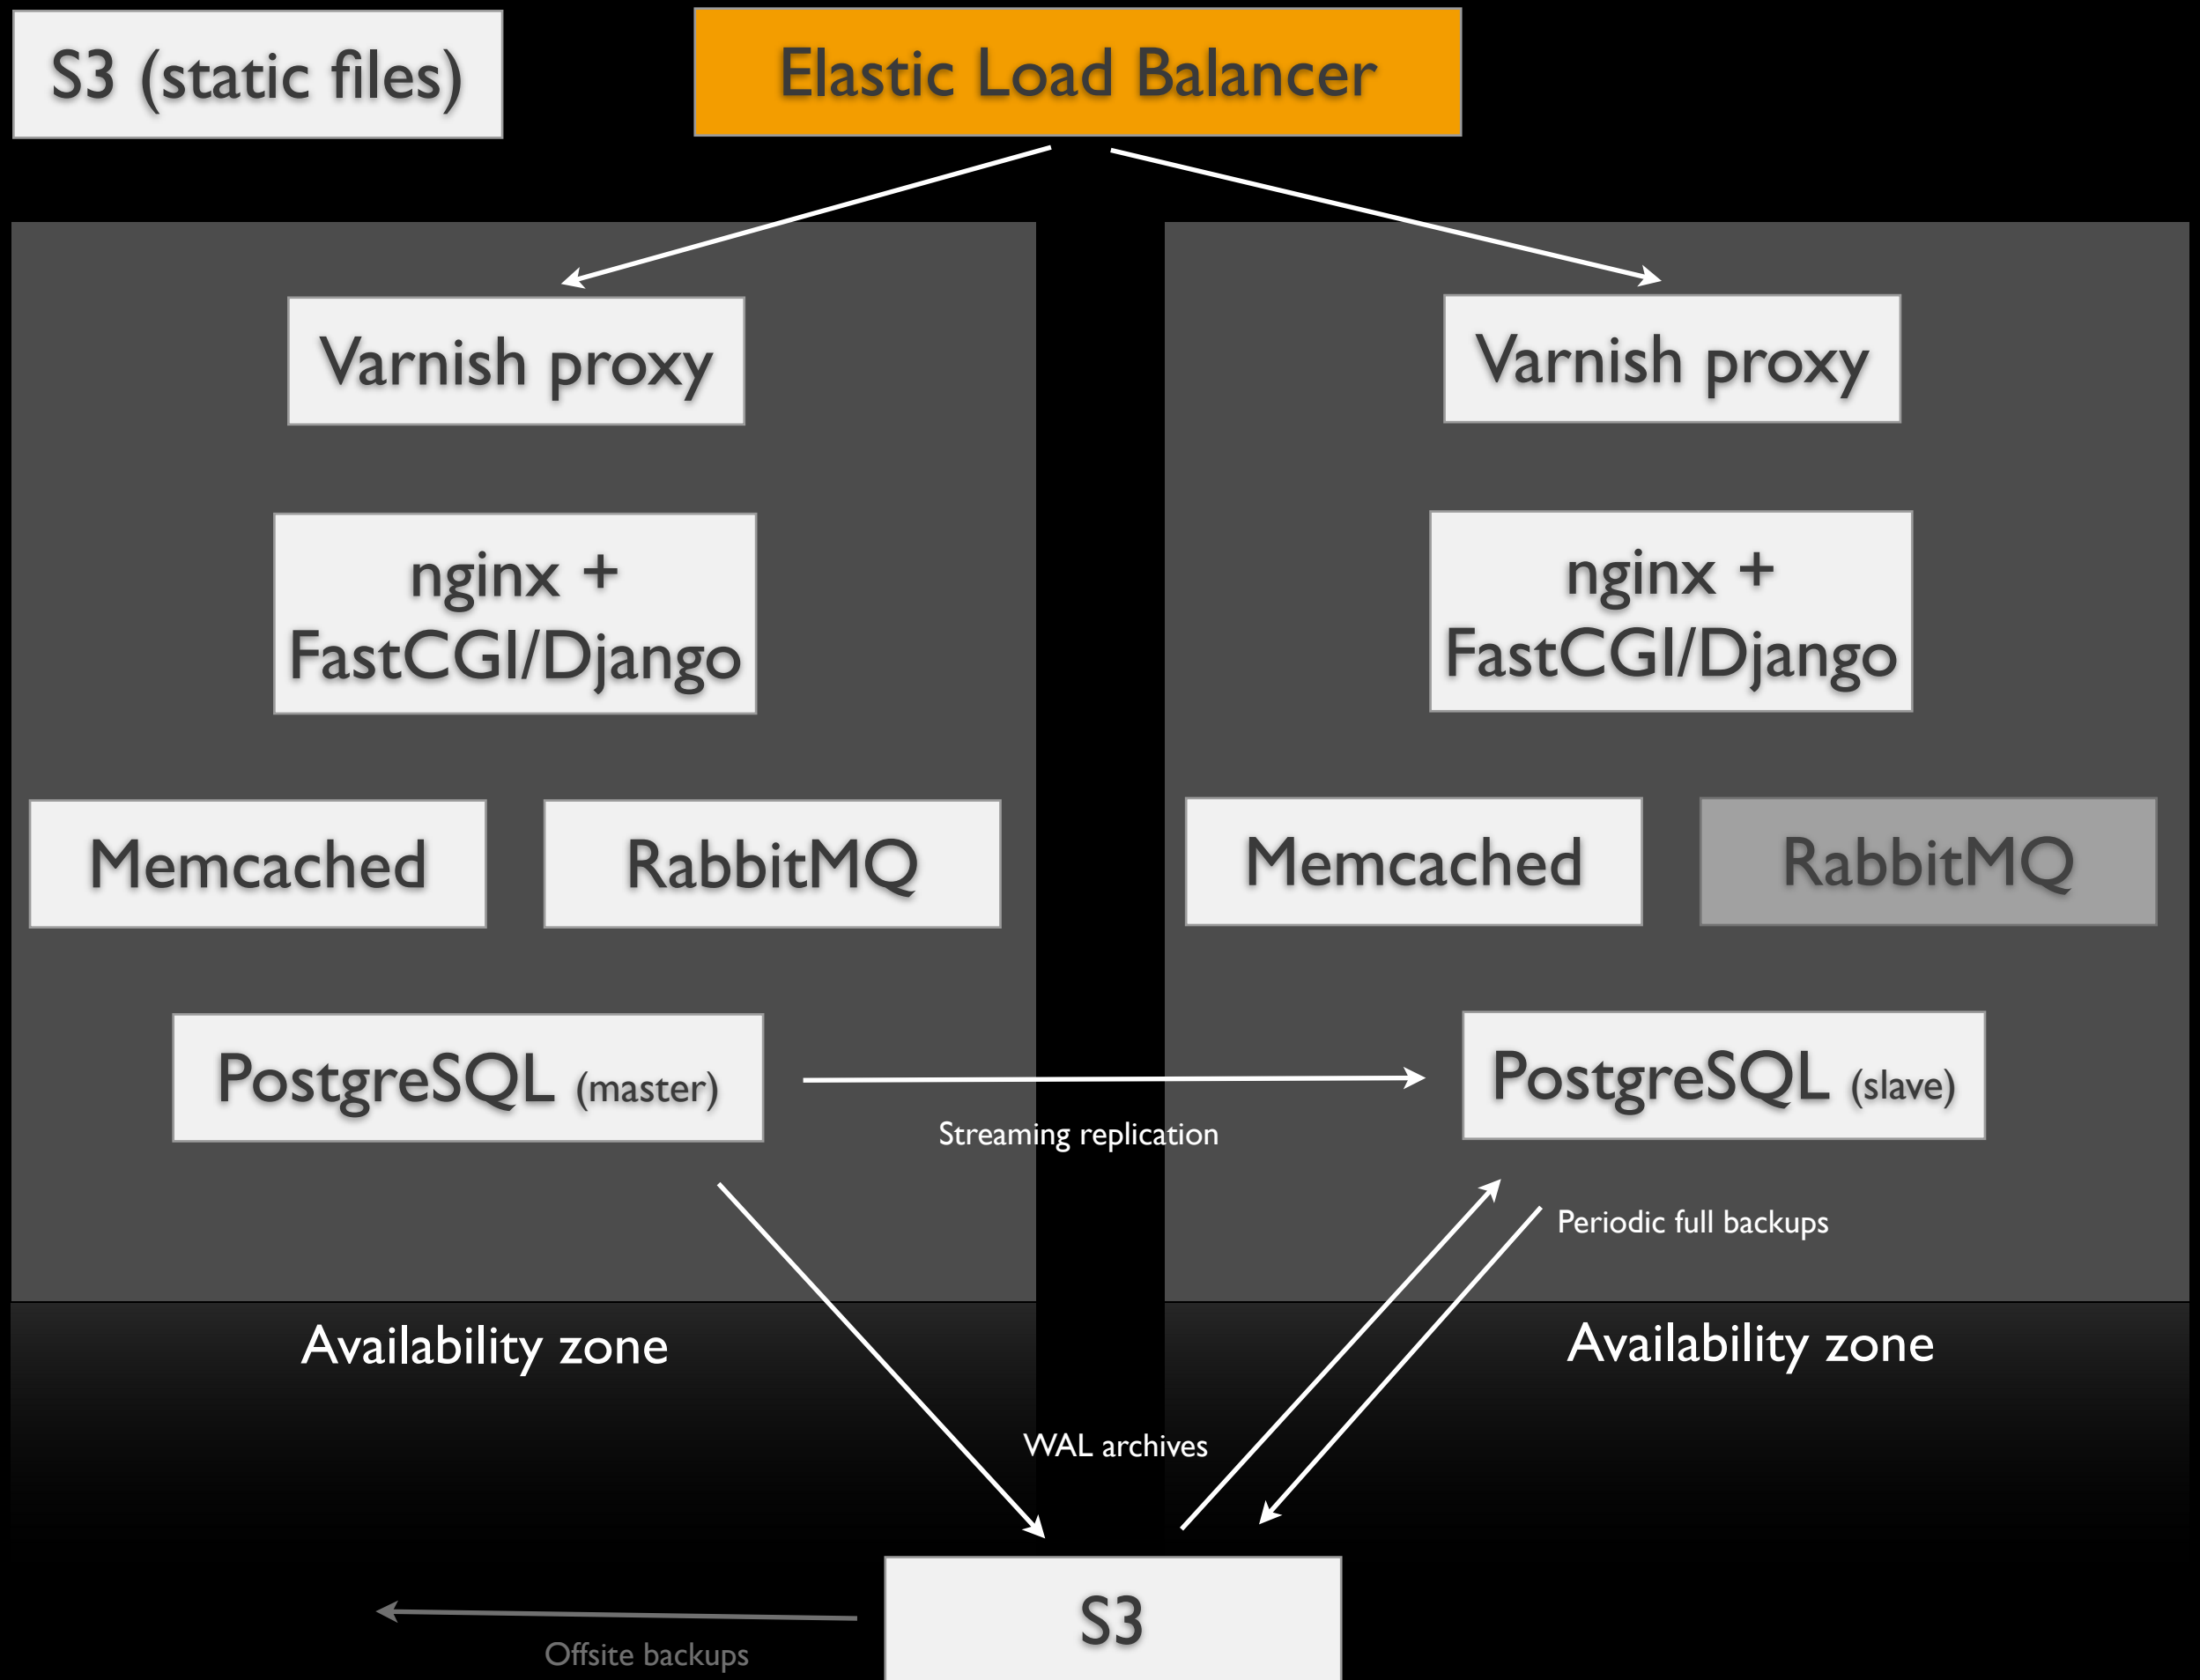 S3 (static files)
Elastic Load Balancer
Varnish proxy
Varnish proxy
nginx +
FastCGI/Django
nginx +
FastCGI/Django
Memcached
RabbitMQ
Memcached
RabbitMQ
PostgreSQL (master)
PostgreSQL (slave)
Streaming replication
Periodic full backups
Availability zone
Availability zone
WAL archives
S3
Offsite backups